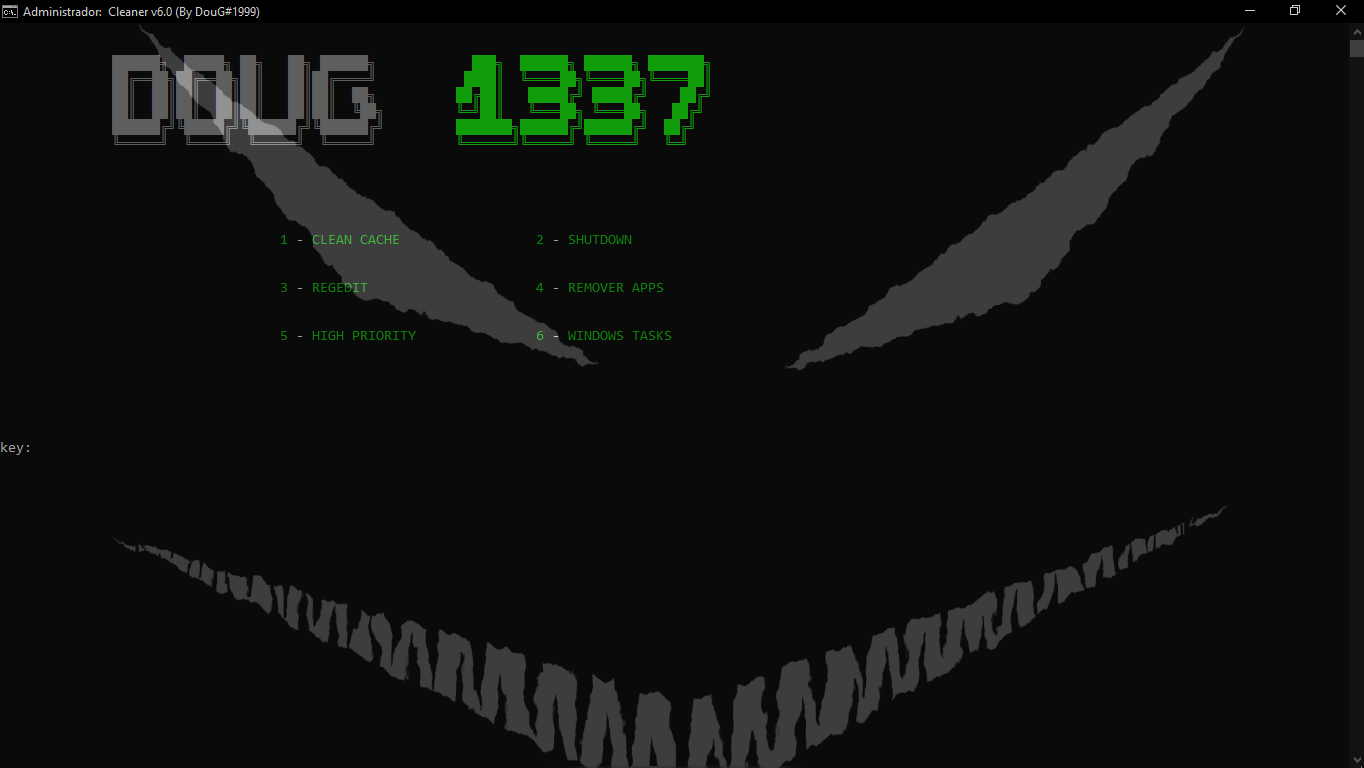 Administrador:  Cleaner v6.0 (By DouG#1999)
DOUG 1337
1 - CLEAN CACHE 2 - SHUTDOWN
3 - REGEDIT 4 - REMOVER APPS
5 - HIGH PRIORITY 6 - WINDOWS TASKS
key: